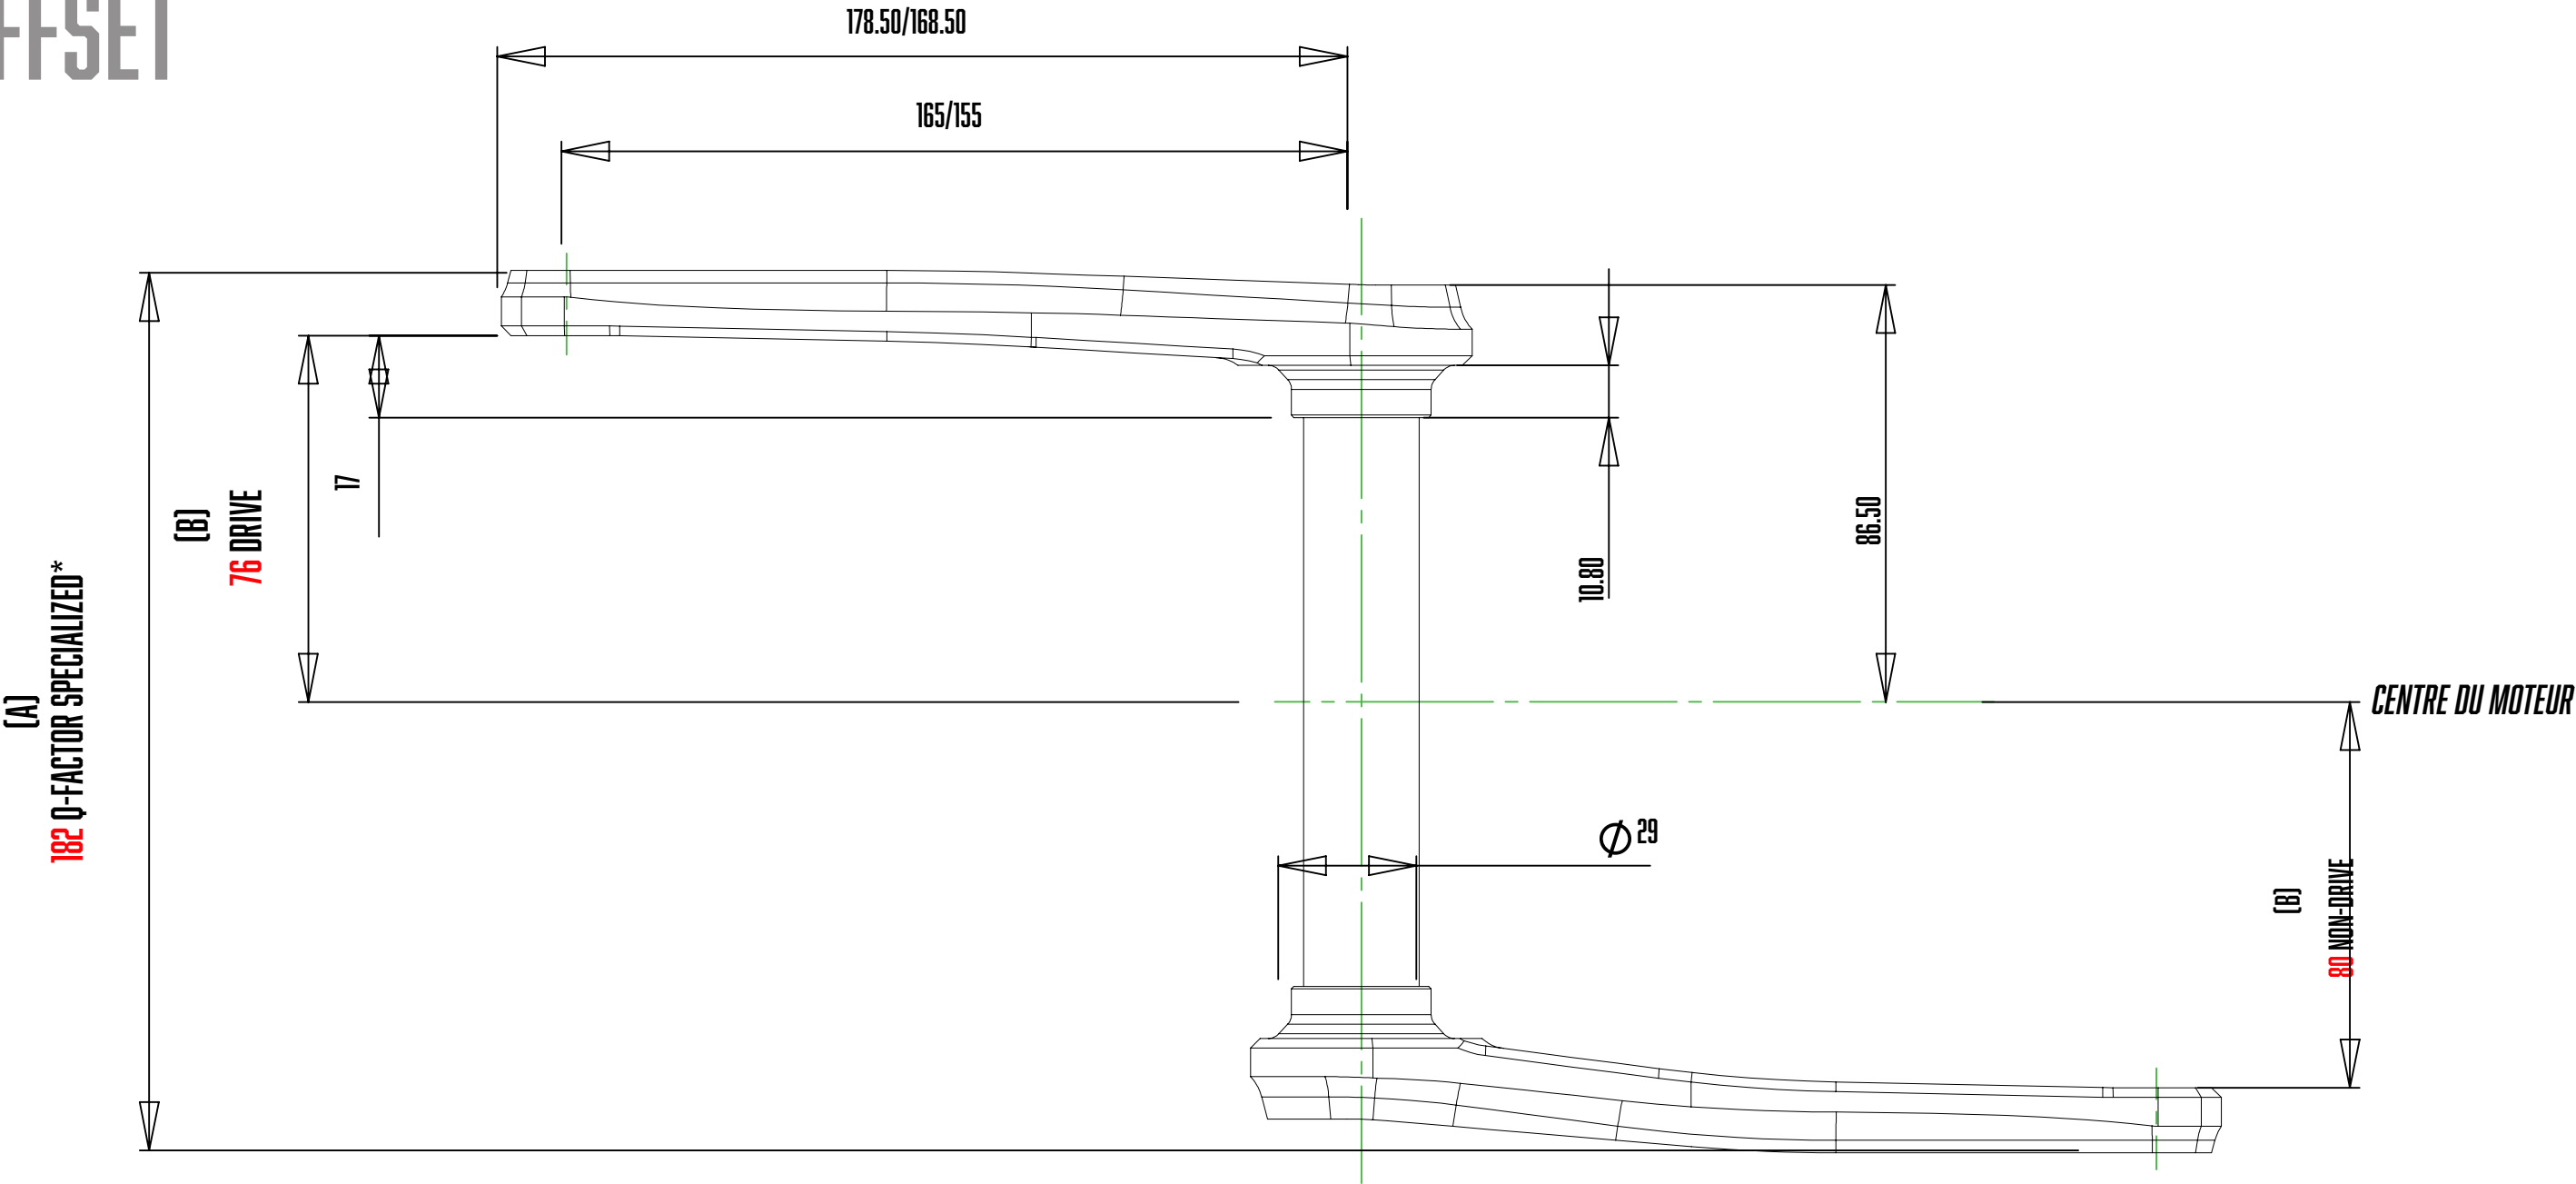 FFSET
178.50/168.50
165/155
(A)
182 Q-FACTOR SPECIALIZED*
(B)
76 DRIVE
17
10.80
86.50
CENTRE DU MOTEUR
Ø 29
(B)
80 NON-DRIVE